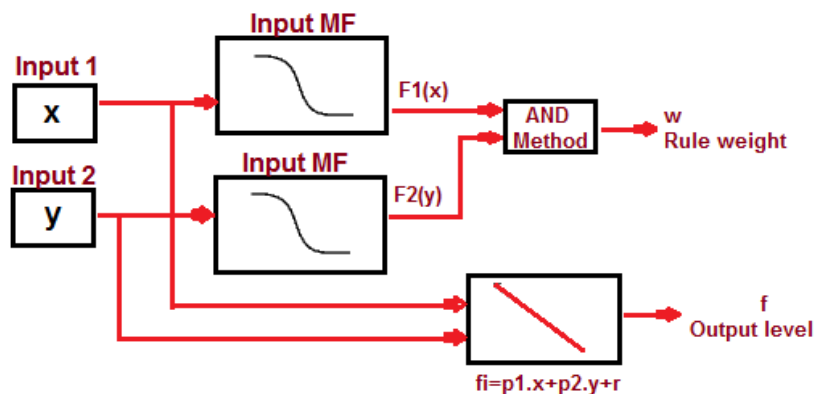 Input MF
Input 1
x
F1(x)
AND
Method
w
Rule weight
Input MF
Input 2
y
F2(y)
f
Output level
fi=p1.x+p2.y+r